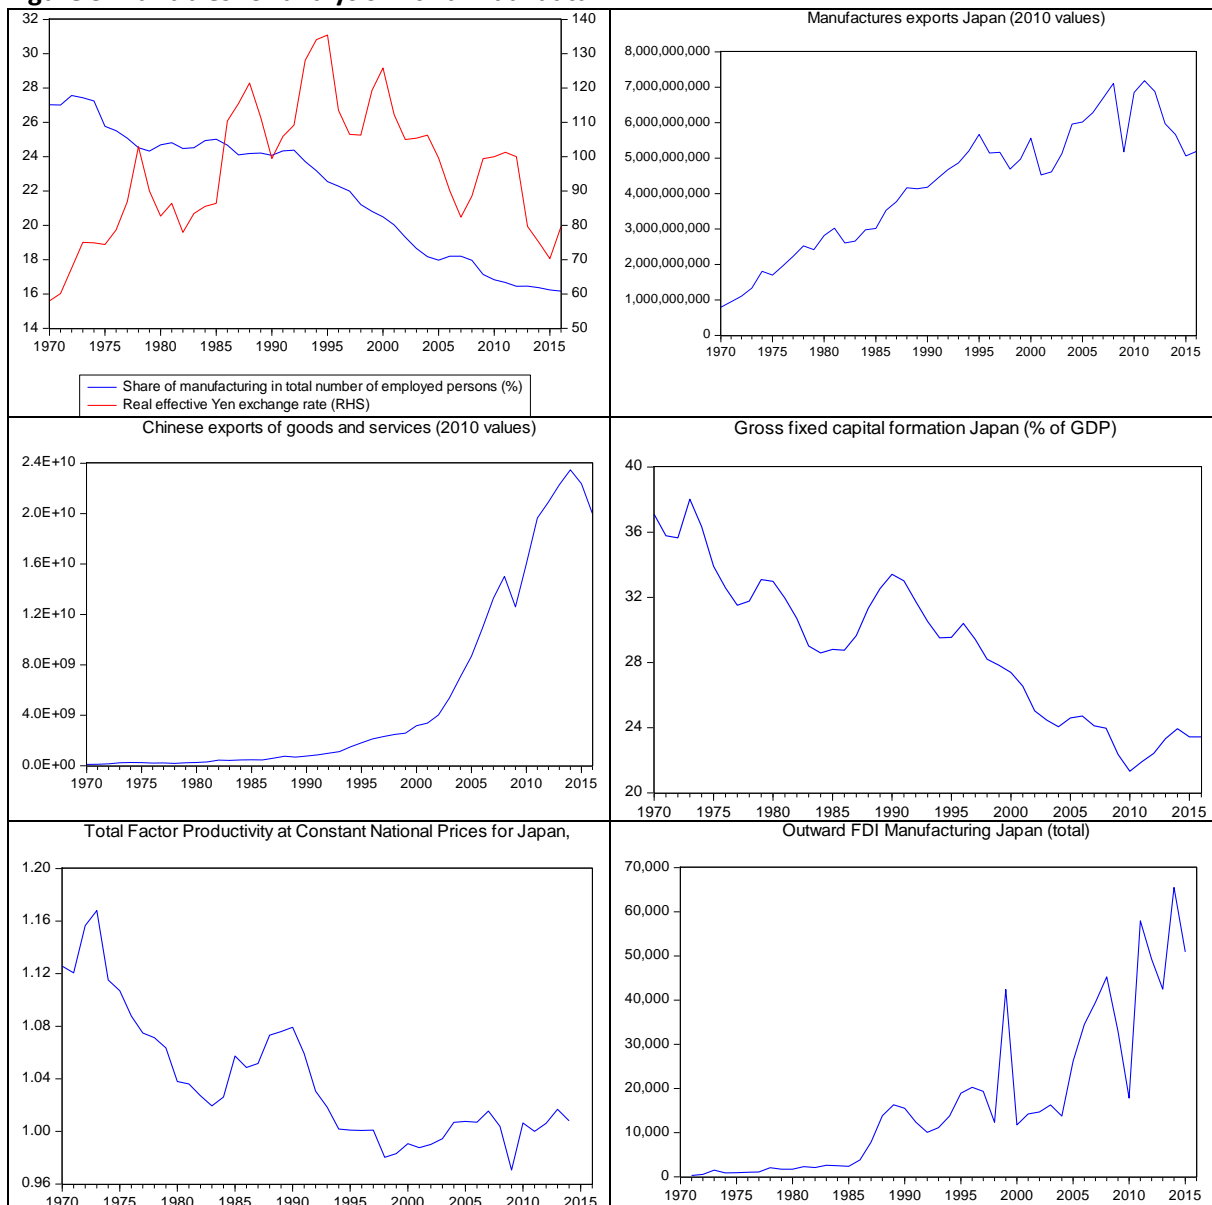 32
30
28
26
24
22
20
18
16
14
140
130
120
110
100
90
80
70
60
50
1970 1975 1980 1985 1990 1995 2000 2005 2010 2015
Share of manufacturing in total number of employed persons (%)
Real effective Yen exchange rate (RHS)
Manufactures exports Japan (2010 values)
8,000,000,000
7,000,000,000
6,000,000,000
5,000,000,000
4,000,000,000
3,000,000,000
2,000,000,000
1,000,000,000
0
1970 1975 1980 1985 1990 1995 2000 2005 2010 2015
Chinese exports of goods and services (2010 values)
2.4E+10
2.0E+10
1.6E+10
1.2E+10
8.0E+09
4.0E+09
0.0E+00
1970 1975 1980 1985 1990 1995 2000 2005 2010 2015
Gross fixed capital formation Japan (% of GDP)
40
36
32
28
24
20
1970 1975 1980 1985 1990 1995 2000 2005 2010 2015
Total Factor Productivity at Constant National Prices for Japan,
1.20
1.16
1.12
1.08
1.04
1.00
0.96
1970 1975 1980 1985 1990 1995 2000 2005 2010 2015
Outward FDI Manufacturing Japan (total)
70,000
60,000
50,000
40,000
30,000
20,000
10,000
0
1970 1975 1980 1985 1990 1995 2000 2005 2010 2015